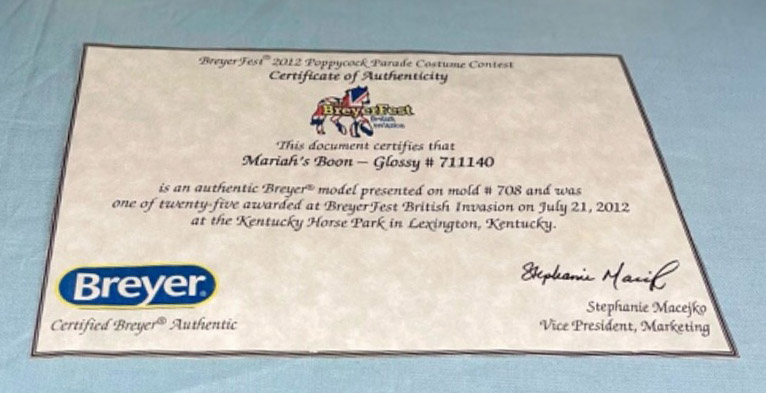 BreyerFest® 2012 Poppycock Parade Costume Contest
Certificate of Authenticity
BreyerFest
British
Invasion
This document certifies that
Mariah's Boon – Glossy # 711140
is an authentic Breyer® model presented on mold # 708 and was
one of twenty-five awarded at BreyerFest British Invasion on July 21, 2012
at the Kentucky Horse Park in Lexington, Kentucky.
Breyer®
Certified Breyer® Authentic
Stephanie Macejko
Stephanie Macejko
Vice President, Marketing